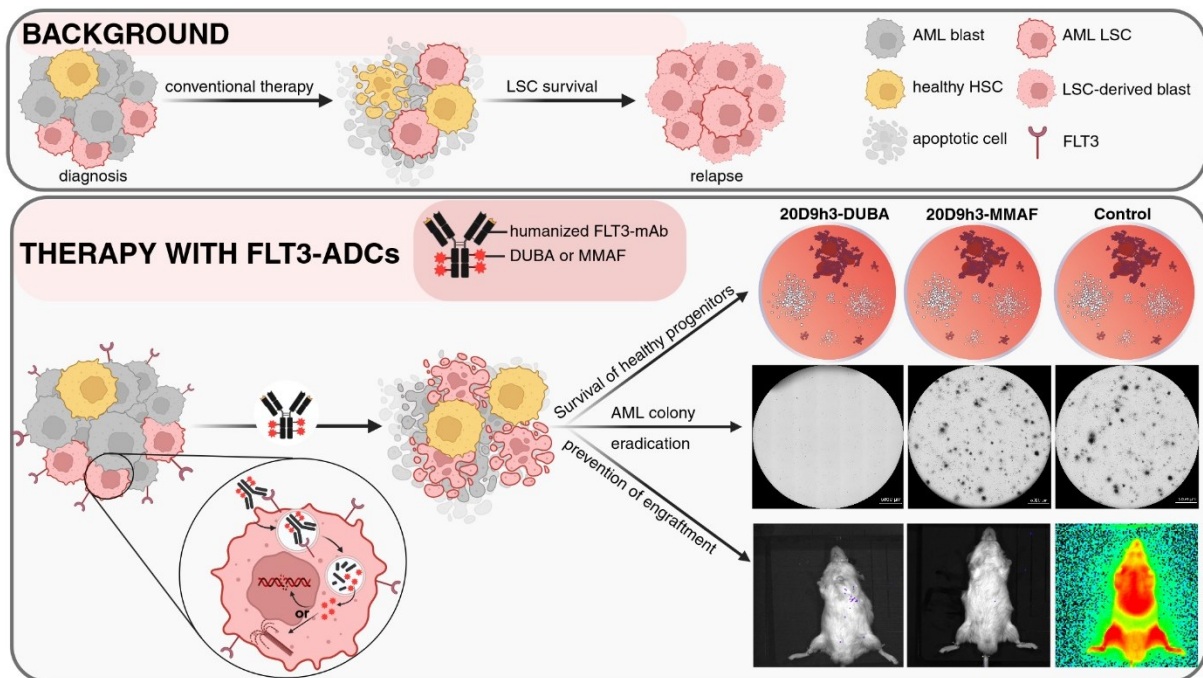 BACKGROUND
conventional therapy
LSC survival
diagnosis
relapse
AML blast
AML LSC
healthy HSC
LSC-derived blast
apoptotic cell
FLT3
THERAPY WITH FLT3-ADCs
humanized FLT3-mAb
DUBA or MMAF
20D9h3-DUBA
20D9h3-MMAF
Control
Survival of healthy progenitors
AML colony
eradication
prevention of engraftment
or